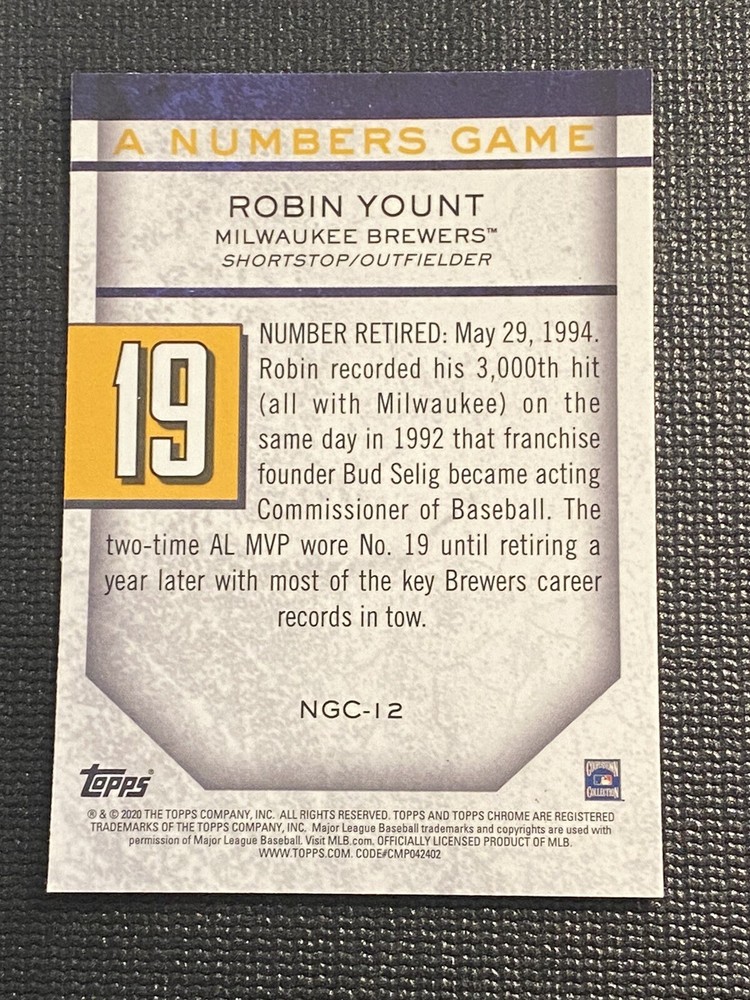 A NUMBERS GAME
ROBIN YOUNT
MILWAUKEE BREWERS™
SHORTSTOP/OUTFIELDER
19
NUMBER RETIRED: May 29, 1994.
Robin recorded his 3,000th hit
(all with Milwaukee) on the
same day in 1992 that franchise
founder Bud Selig became acting
Commissioner of Baseball. The
two-time AL MVP wore No. 19 until retiring a
year later with most of the key Brewers career
records in tow.
NGC-12
Topps®
COOPERSTOWN
COLLECTION™
® & © 2020 THE TOPPS COMPANY, INC. ALL RIGHTS RESERVED. TOPPS AND TOPPS CHROME ARE REGISTERED
TRADEMARKS OF THE TOPPS COMPANY, INC. Major League Baseball trademarks and copyrights are used with
permission of Major League Baseball. Visit MLB.com. OFFICIALLY LICENSED PRODUCT OF MLB.
WWW.TOPPS.COM. CODE#CMP042402